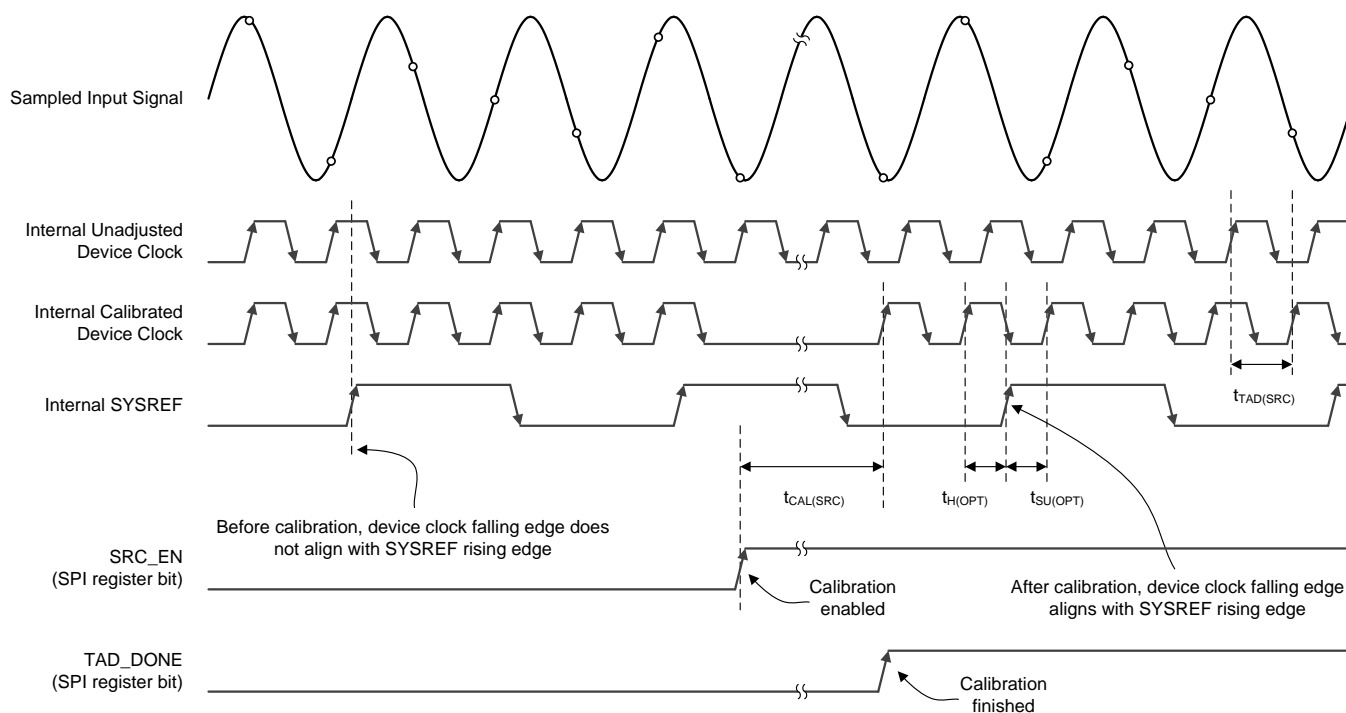 Sampled Input Signal
Internal Unadjusted
Device Clock
Internal Calibrated
Device Clock
Internal SYSREF
tTAD(SRC)
tCAL(SRC)
tH(OPT)
tSU(OPT)
Before calibration, device clock falling edge does
not align with SYSREF rising edge
SRC_EN
(SPI register bit)
Calibration
enabled
After calibration, device clock falling edge
aligns with SYSREF rising edge
TAD_DONE
(SPI register bit)
Calibration
finished